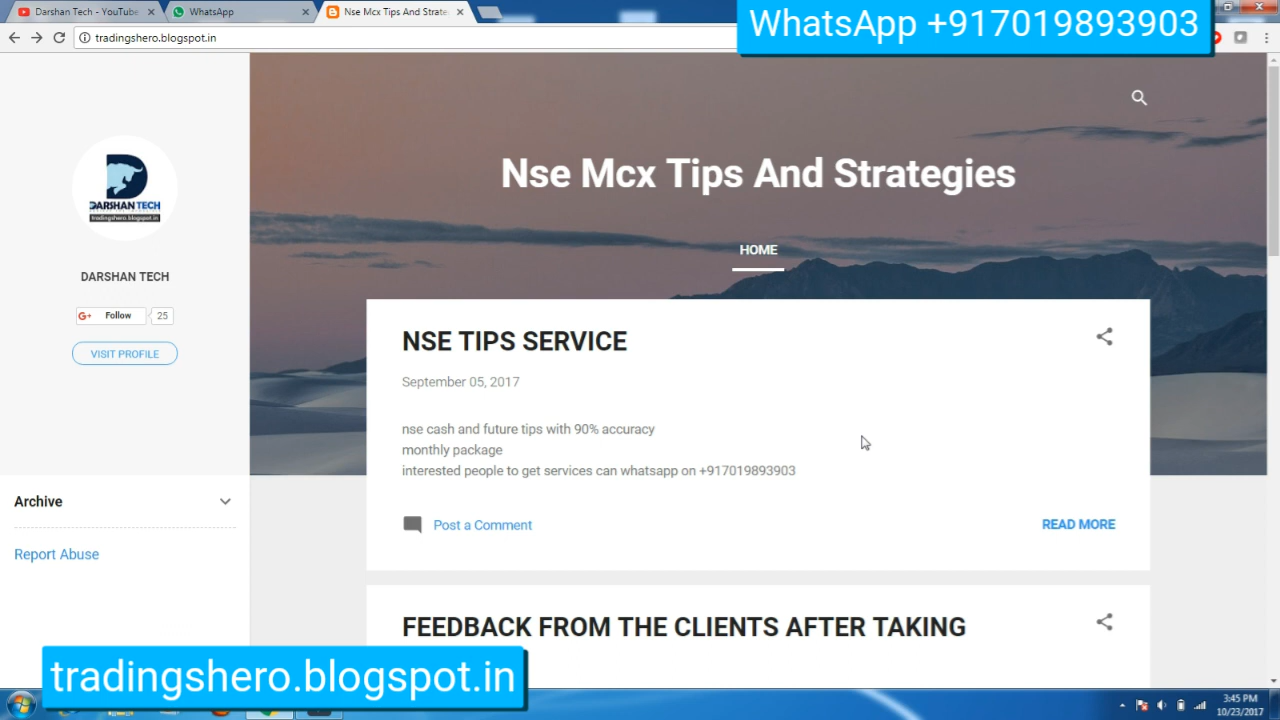 Darshan Tech - YouTube
WhatsApp
Nse Mcx Tips And Strate
WhatsApp +917019893903
tradingshero.blogspot.in
DARSHAN TECH
tradingshero.blogspot.in
DARSHAN TECH
G+ Follow 25
VISIT PROFILE
Archive
Report Abuse
Nse Mcx Tips And Strategies
HOME
NSE TIPS SERVICE
September 05, 2017
nse cash and future tips with 90% accuracy
monthly package
interested people to get services can whatsapp on +917019893903
Post a Comment
READ MORE
FEEDBACK FROM THE CLIENTS AFTER TAKING
tradingshero.blogspot.in
3:45 PM
10/23/2017